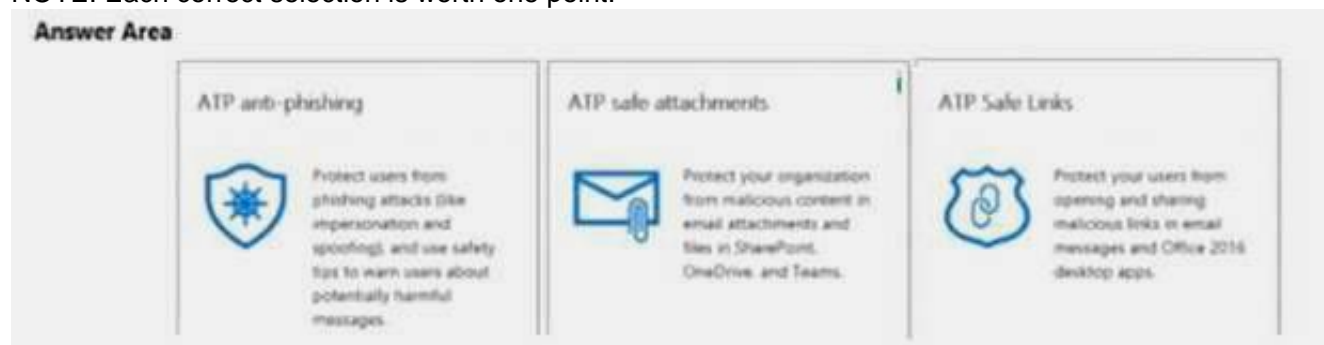 NOTE: Each correct selection is worth one point.
Answer Area
ATP anti-phishing
Protect users from
phishing attacks (like
impersonation and
spoofing), and use safety
tips to warn users about
potentially harmful
messages.
ATP safe attachments
Protect your organization
from malicious content in
email attachments and
files in SharePoint,
OneDrive, and Teams.
ATP Safe Links
Protect your users from
opening and sharing
malicious links in email
messages and Office 2016
desktop apps.